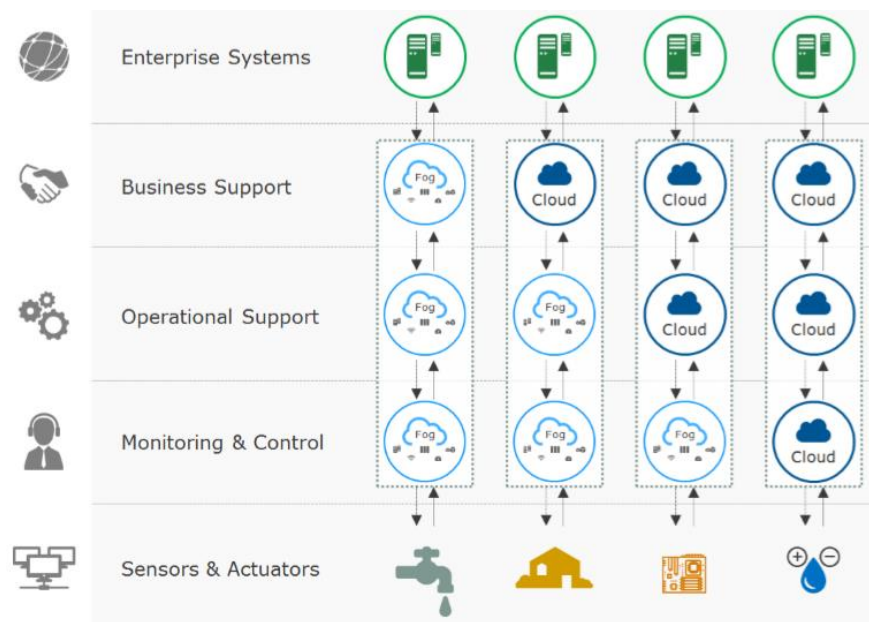 Enterprise Systems
Business Support
Fog
Cloud
Cloud
Cloud
Operational Support
Fog
Fog
Cloud
Cloud
Monitoring & Control
Fog
Fog
Fog
Cloud
Sensors & Actuators